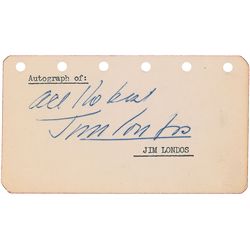 Autograph of:
All the best
Jim Londos
JIM LONDOS